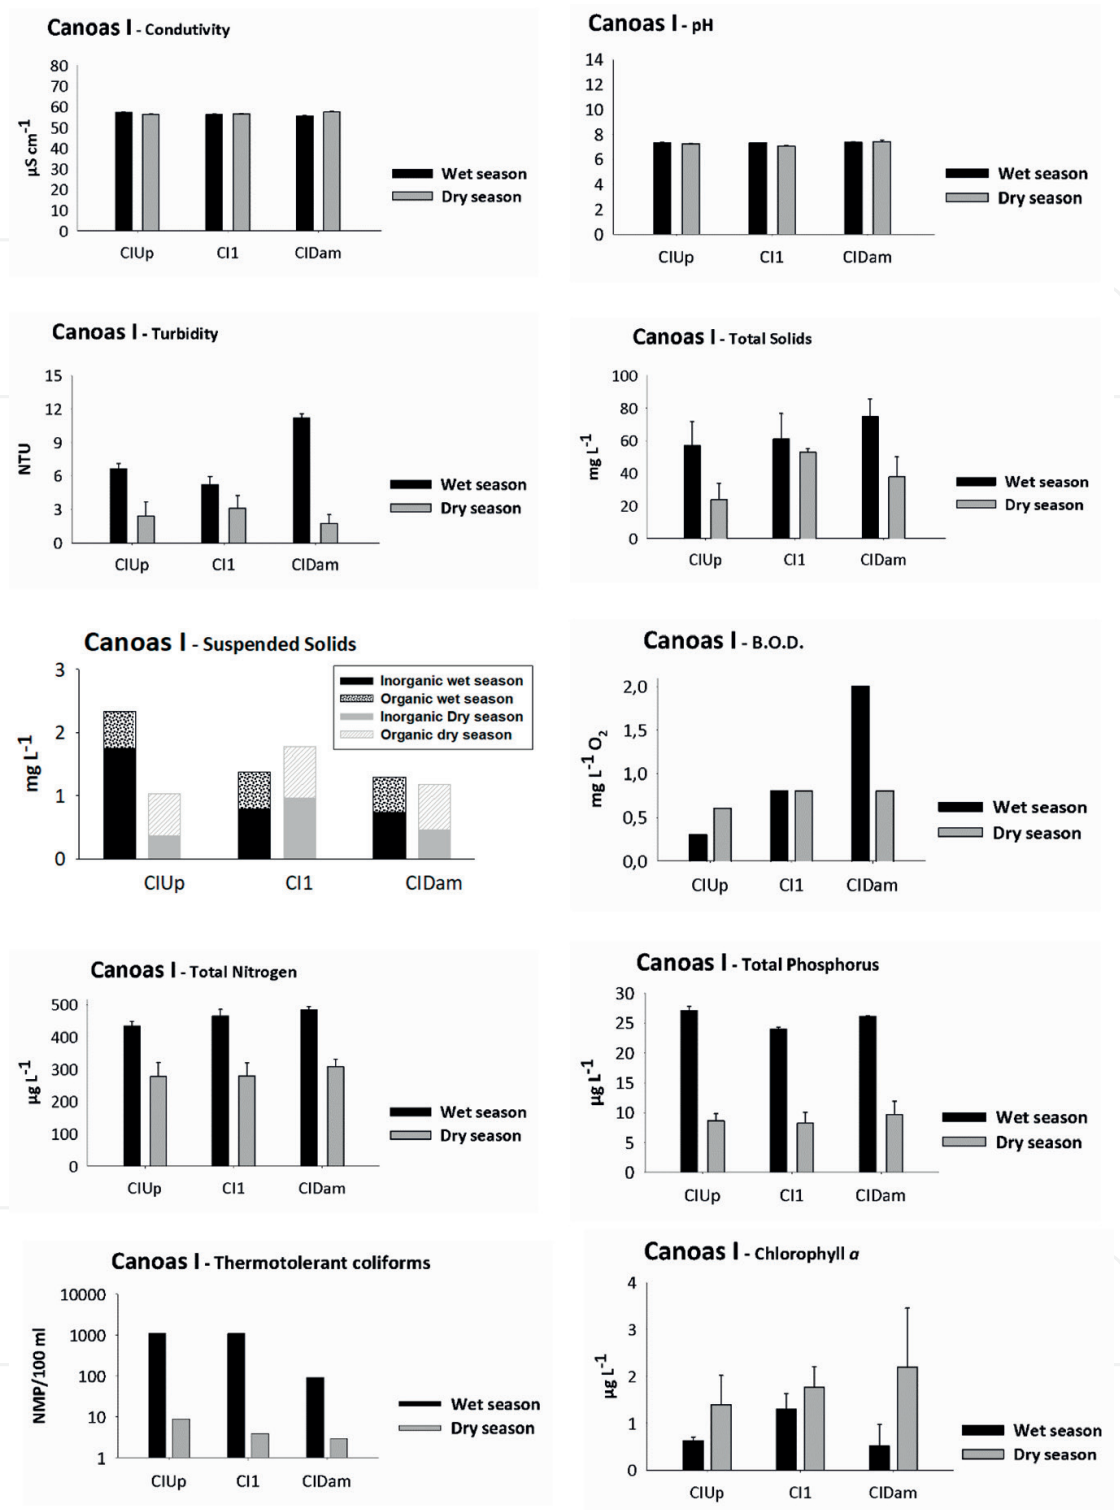 Canoas I - Condutivity
80
70
60
50
40
30
20
10
0
µS cm-1
CIUp CI1 CIDam
Wet season
Dry season
Canoas I - pH
14
12
10
8
6
4
2
0
CIUp CI1 CIDam
Wet season
Dry season
Canoas I - Turbidity
15
12
9
6
3
0
NTU
CIUp CI1 CIDam
Wet season
Dry season
Canoas I - Total Solids
100
80
60
40
20
0
mg L-1
CIUp CI1 CIDam
Wet season
Dry season
Canoas I - Suspended Solids
3
2
1
0
mg L-1
Inorganic wet season
Organic wet season
Inorganic Dry season
Organic dry season
CIUp CI1 CIDam
Canoas I - B.O.D.
2,0
1,5
1,0
0,5
0,0
mg L-1 O2
CIUp CI1 CIDam
Wet season
Dry season
Canoas I - Total Nitrogen
500
400
300
200
100
0
µg L-1
CIUp CI1 CIDam
Wet season
Dry season
Canoas I - Total Phosphorus
30
25
20
15
10
5
0
µg L-1
CIUp CI1 CIDam
Wet season
Dry season
Canoas I - Thermotolerant coliforms
10000
1000
100
10
1
NMP/100 ml
CIUp CI1 CIDam
Wet season
Dry season
Canoas I - Chlorophyll a
4
3
2
1
0
µg L-1
CIUp CI1 CIDam
Wet season
Dry season